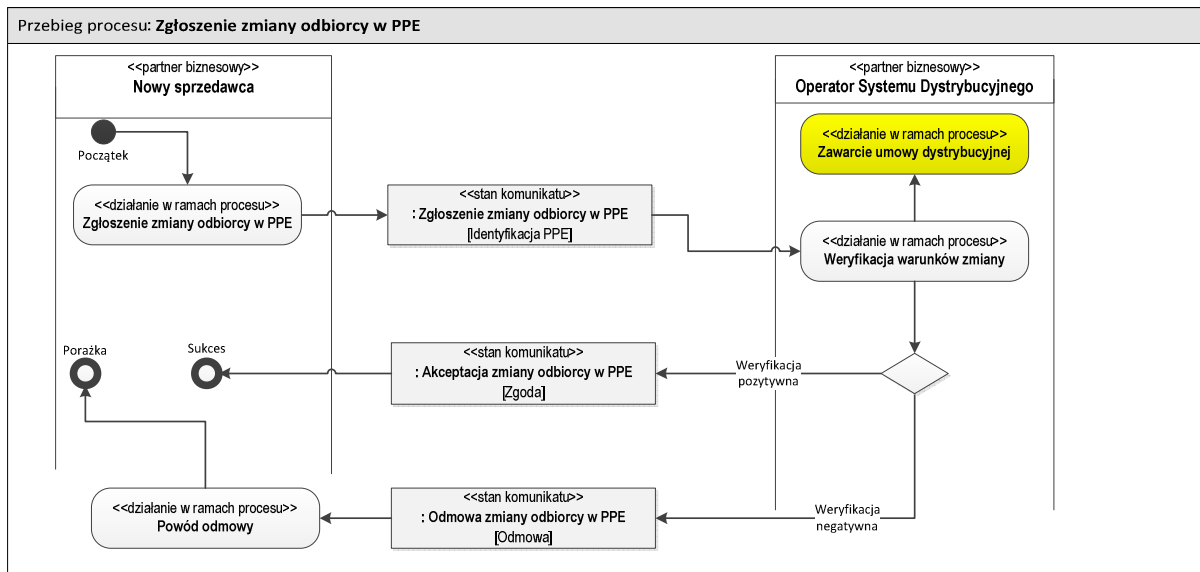 Przebieg procesu: Zgłoszenie zmiany odbiorcy w PPE
<<partner biznesowy>>
Nowy sprzedawca
<<partner biznesowy>>
Operator Systemu Dystrybucyjnego
Początek
<<działanie w ramach procesu>>
Zawarcie umowy dystrybucyjnej
<<działanie w ramach procesu>>
Zgłoszenie zmiany odbiorcy w PPE
<<stan komunikatu>>
: Zgłoszenie zmiany odbiorcy w PPE
[Identyfikacja PPE]
<<działanie w ramach procesu>>
Weryfikacja warunków zmiany
Porażka
Sukces
<<stan komunikatu>>
: Akceptacja zmiany odbiorcy w PPE
[Zgoda]
Weryfikacja
pozytywna
<<działanie w ramach procesu>>
Powód odmowy
<<stan komunikatu>>
: Odmowa zmiany odbiorcy w PPE
[Odmowa]
Weryfikacja
negatywna